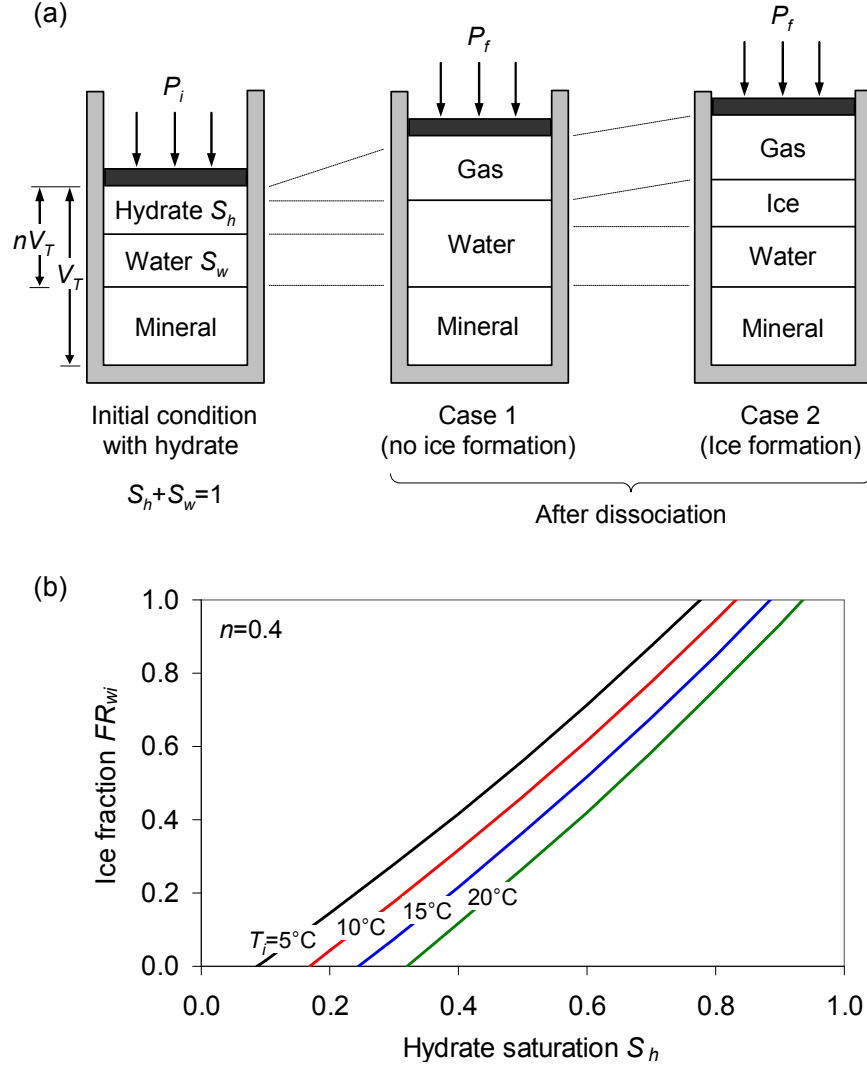 (a)
P_i
P_f
P_f
Hydrate S_h
Water S_w
Mineral
nV_T
V_T
Gas
Water
Mineral
Gas
Ice
Water
Mineral
Initial condition
with hydrate
S_h+S_w=1
Case 1
(no ice formation)
Case 2
(Ice formation)
After dissociation
(b)
n=0.4
Ice fraction FR_wi
1.0
0.8
0.6
0.4
0.2
0.0
T_i=5°C
10°C
15°C
20°C
0.0 0.2 0.4 0.6 0.8 1.0
Hydrate saturation S_h